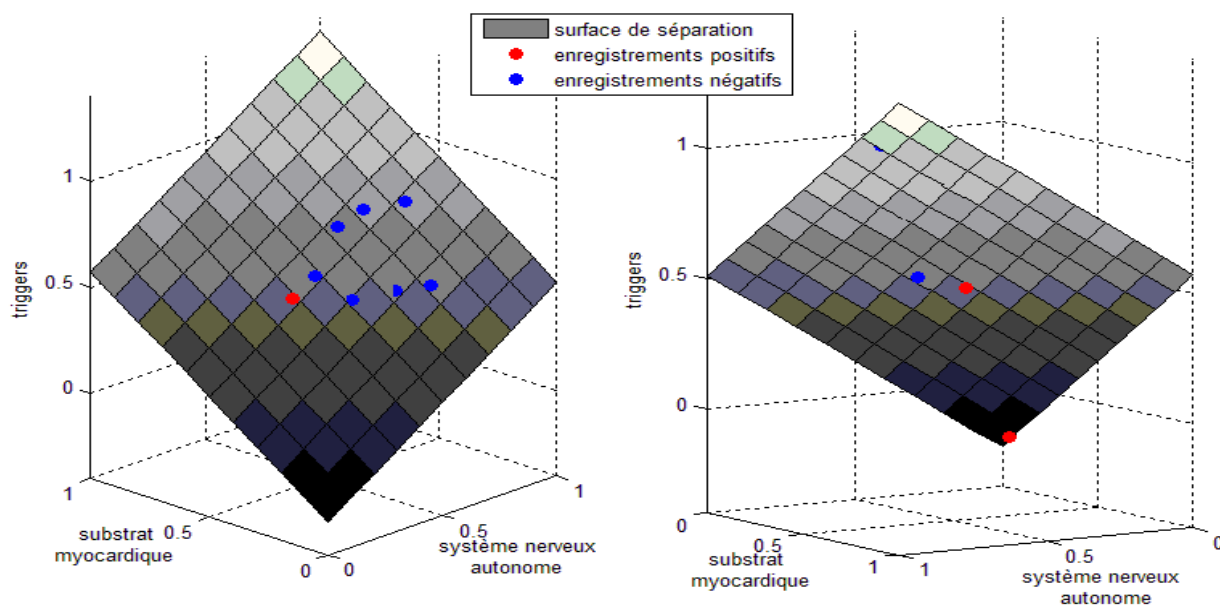 surface de séparation
enregistrements positifs
enregistrements négatifs
triggers
1
0.5
0
1
0.5
0
substrat
myocardique
0
0.5
1
système nerveux
autonome
triggers
1
0.5
0
0
0.5
1
substrat
myocardique
1
0.5
0
système nerveux
autonome